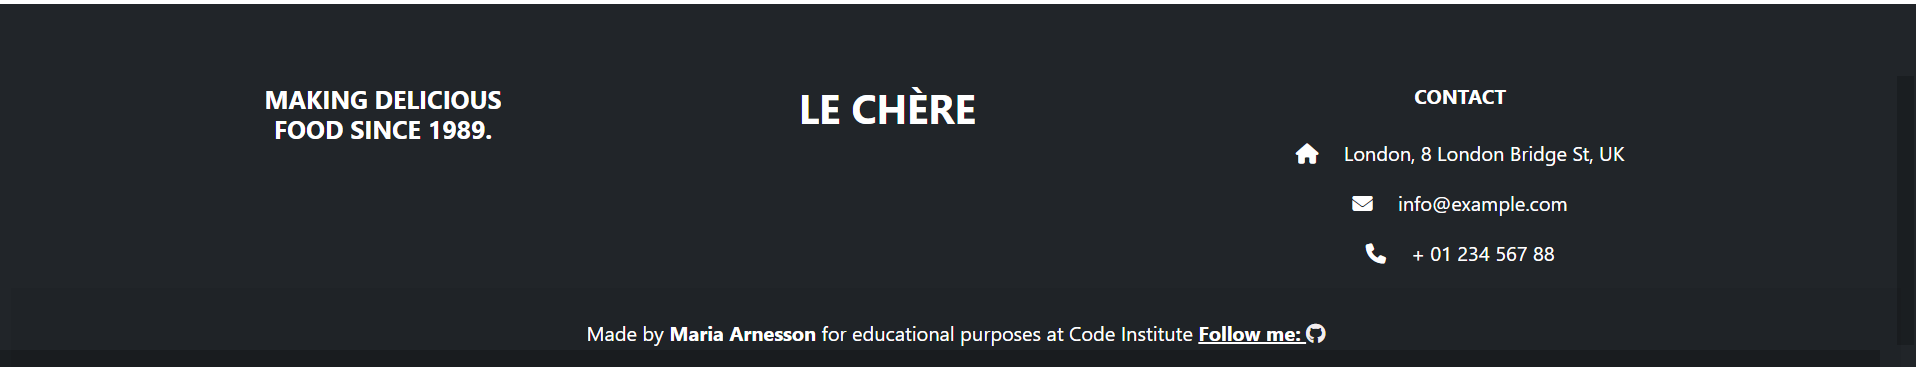 MAKING DELICIOUS
FOOD SINCE 1989.
LE CHÈRE
CONTACT
London, 8 London Bridge St, UK
info@example.com
+ 01 234 567 88
Made by Maria Arnesson for educational purposes at Code Institute Follow me: